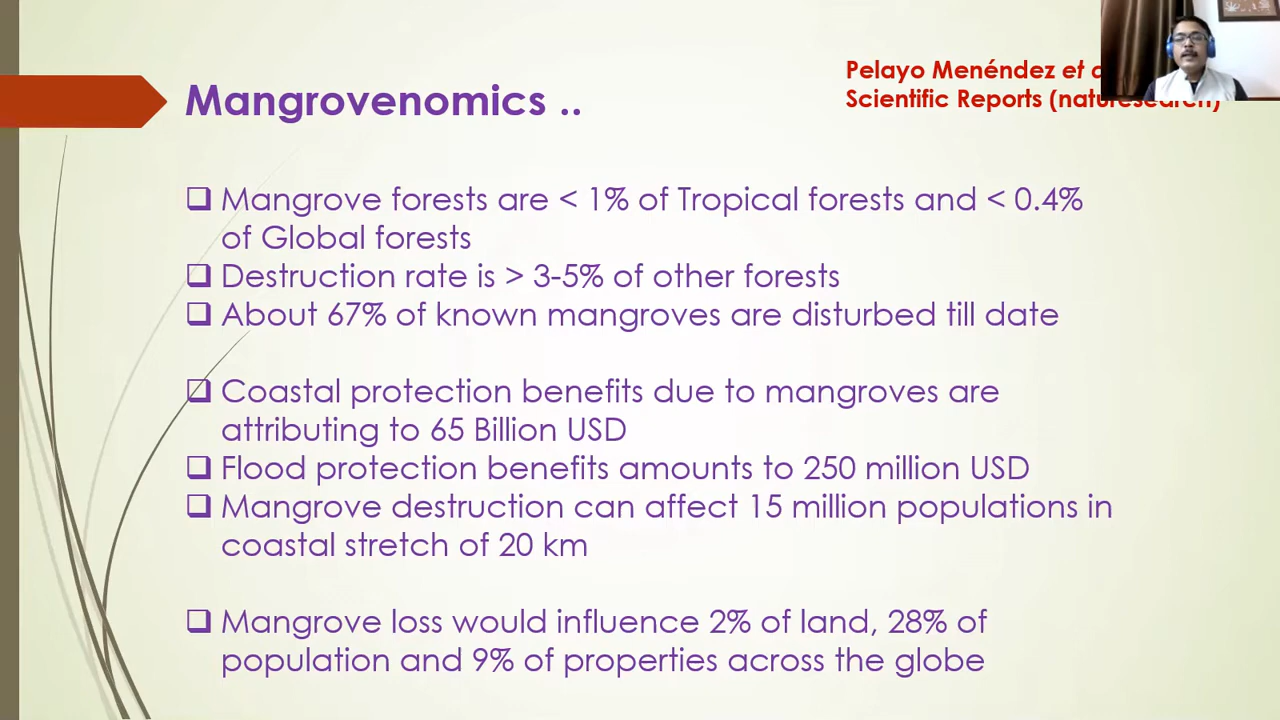 Mangrovenomics ..
Pelayo Menéndez et
Scientific Reports (naturesearch)
❑ Mangrove forests are < 1% of Tropical forests and < 0.4%
of Global forests
❑ Destruction rate is > 3-5% of other forests
❑ About 67% of known mangroves are disturbed till date
❑ Coastal protection benefits due to mangroves are
attributing to 65 Billion USD
❑ Flood protection benefits amounts to 250 million USD
❑ Mangrove destruction can affect 15 million populations in
coastal stretch of 20 km
❑ Mangrove loss would influence 2% of land, 28% of
population and 9% of properties across the globe